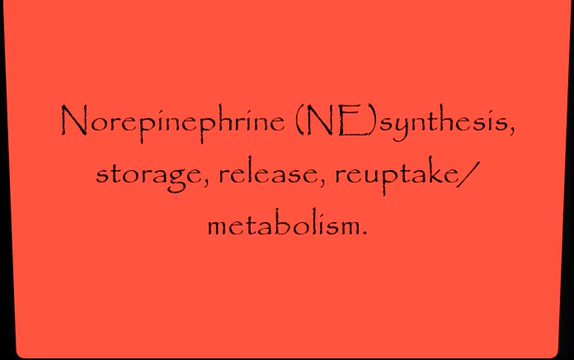 Norepinephrine (NE)synthesis,
storage, release, reuptake/
metabolism.